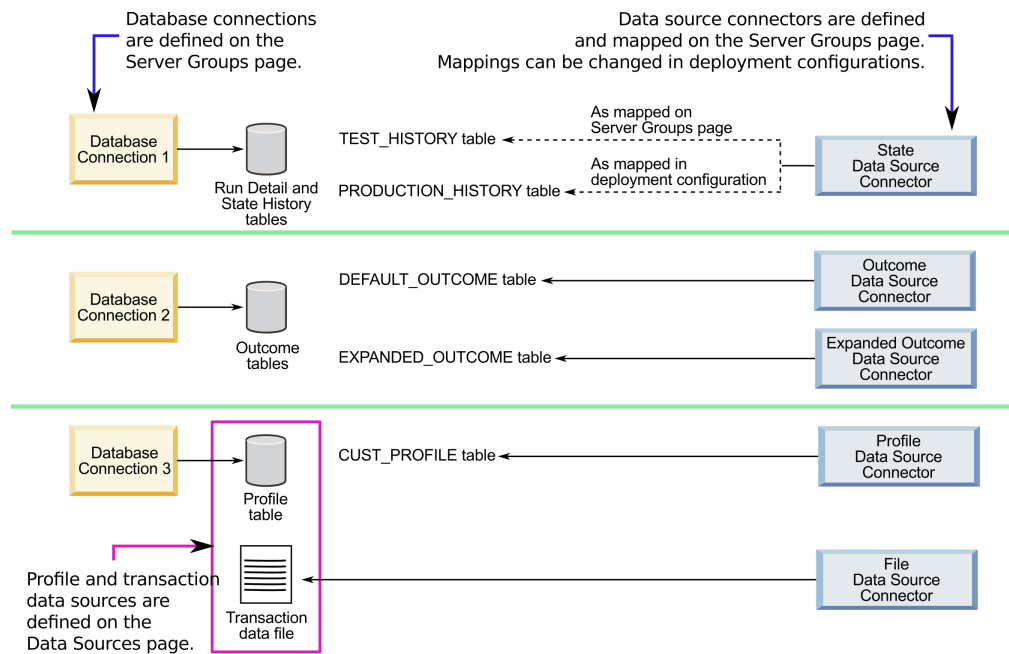 Database connections
are defined on the
Server Groups page.
Data source connectors are defined
and mapped on the Server Groups page.
Mappings can be changed in deployment configurations.
Database
Connection 1
Run Detail and
State History
tables
TEST_HISTORY table
As mapped on
Server Groups page
PRODUCTION_HISTORY table
As mapped in
deployment configuration
State
Data Source
Connector
Database
Connection 2
Outcome
tables
DEFAULT_OUTCOME table
Outcome
Data Source
Connector
EXPANDED_OUTCOME table
Expanded Outcome
Data Source
Connector
Database
Connection 3
Profile
table
CUST_PROFILE table
Profile
Data Source
Connector
Profile and transaction
data sources are
defined on the
Data Sources page.
Transaction
data file
File
Data Source
Connector